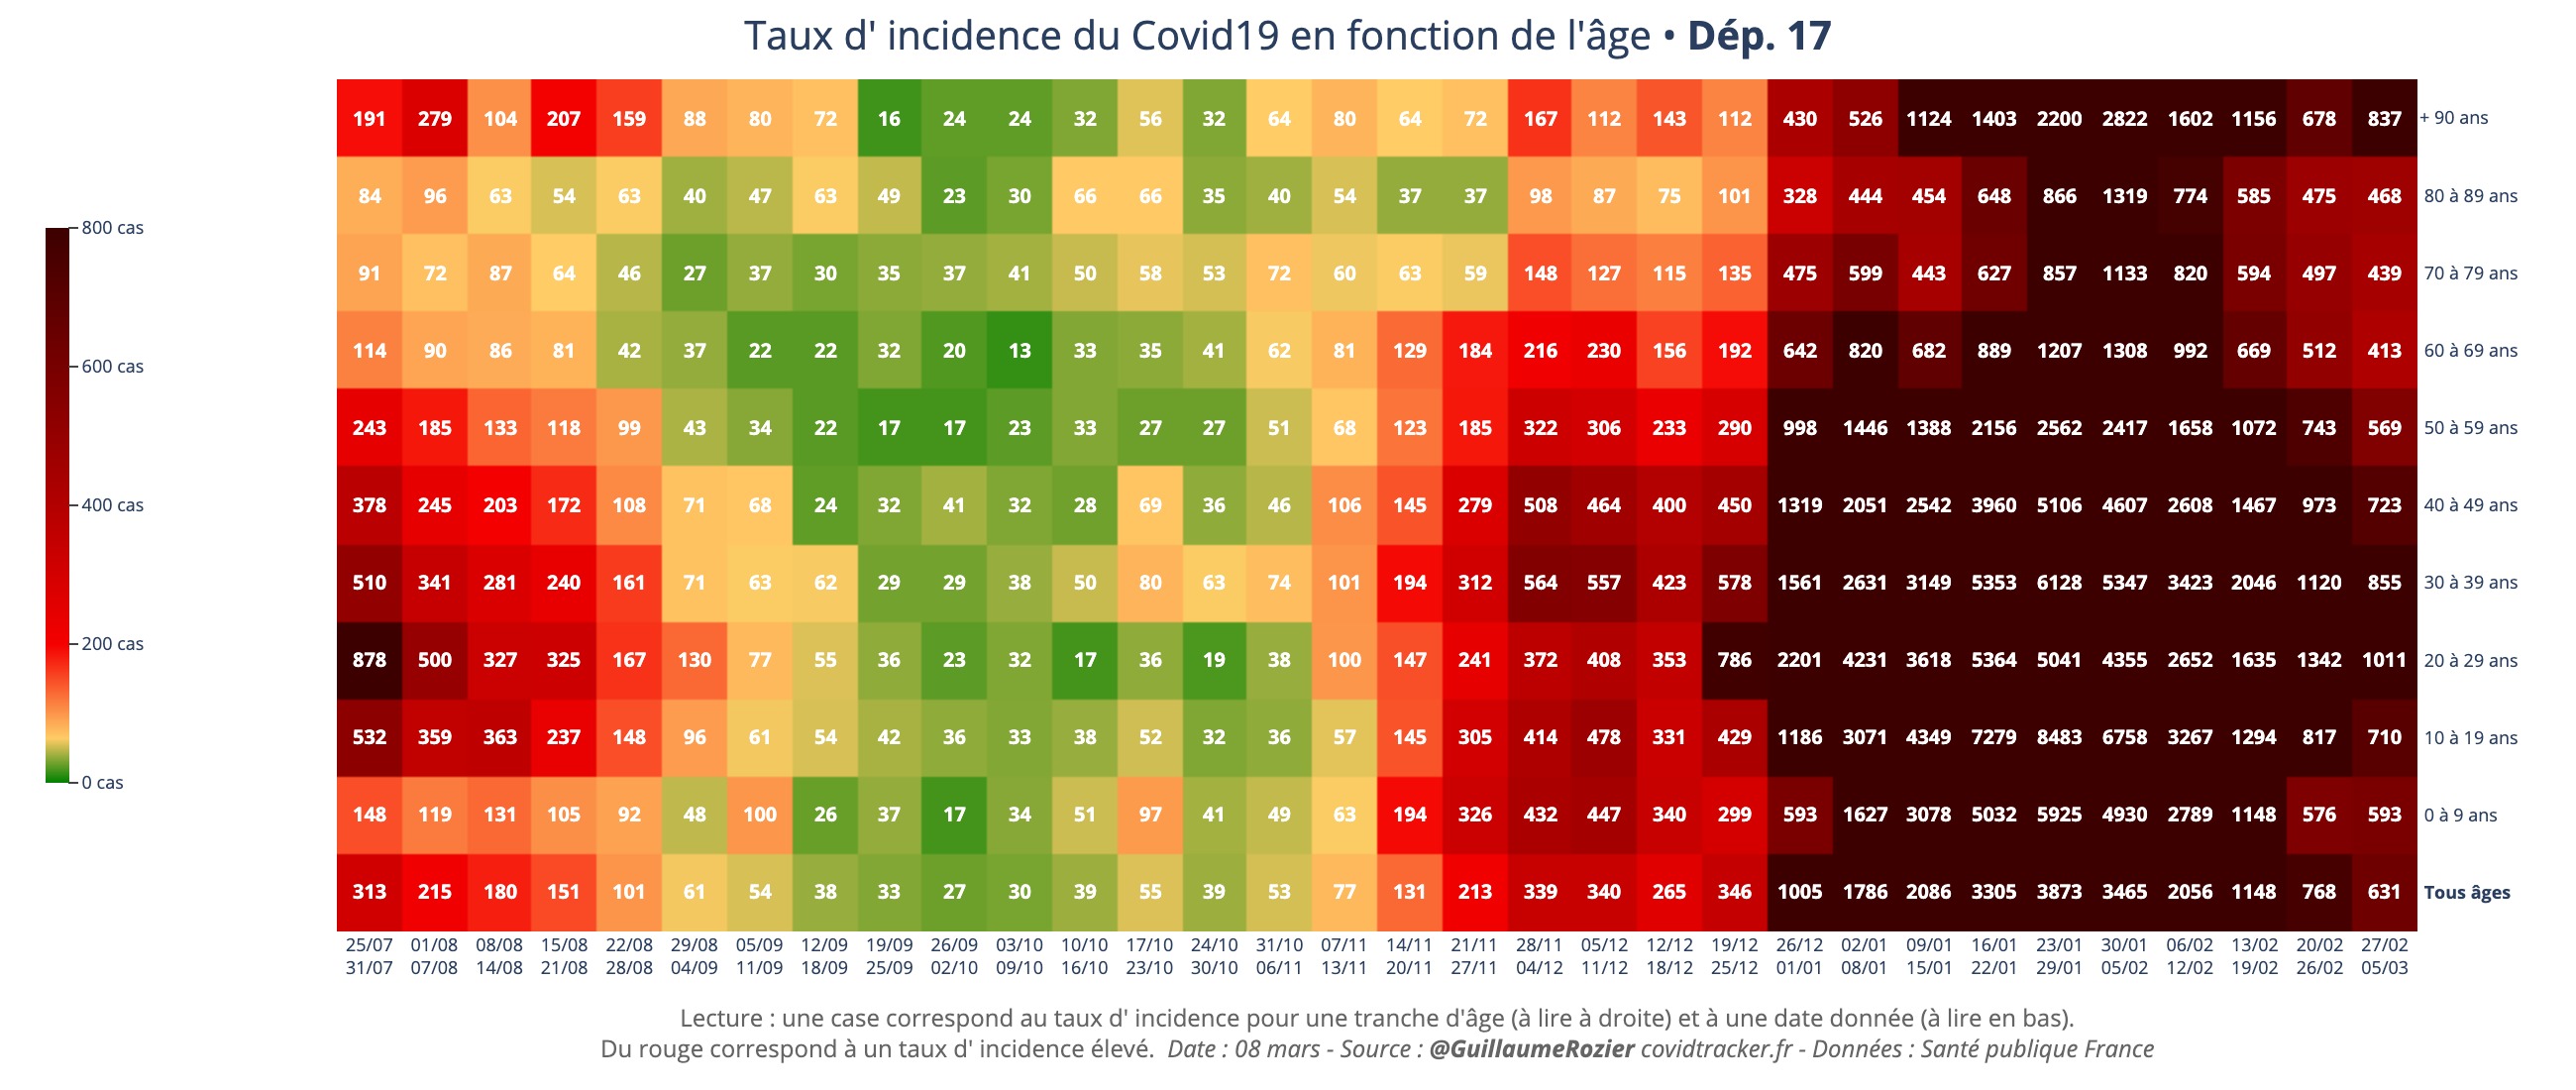 Taux d' incidence du Covid19 en fonction de l'âge • Dép. 17
191 279 104 207 159 88 80 72 16 24 24 32 56 32 64 80 64 72 167 112 143 112 430 526 1124 1403 2200 2822 1602 1156 678 837 + 90 ans
84 96 63 54 63 40 47 63 49 23 30 66 66 35 40 54 37 37 98 87 75 101 328 444 454 648 866 1319 774 585 475 468 80 à 89 ans
800 cas
91 72 87 64 46 27 37 30 35 37 41 50 58 53 72 60 63 59 148 127 115 135 475 599 443 627 857 1133 820 594 497 439 70 à 79 ans
114 90 86 81 42 37 22 22 32 20 13 33 35 41 62 81 129 184 216 230 156 192 642 820 682 889 1207 1308 992 669 512 413 60 à 69 ans
600 cas
243 185 133 118 99 43 34 22 17 17 23 33 27 27 51 68 123 185 322 306 233 290 998 1446 1388 2156 2562 2417 1658 1072 743 569 50 à 59 ans
400 cas
378 245 203 172 108 71 68 24 32 41 32 28 69 36 46 106 145 279 508 464 400 450 1319 2051 2542 3960 5106 4607 2608 1467 973 723 40 à 49 ans
510 341 281 240 161 71 63 62 29 29 38 50 80 63 74 101 194 312 564 557 423 578 1561 2631 3149 5353 6128 5347 3423 2046 1120 855 30 à 39 ans
200 cas
878 500 327 325 167 130 77 55 36 23 32 17 36 19 38 100 147 241 372 408 353 786 2201 4231 3618 5364 5041 4355 2652 1635 1342 1011 20 à 29 ans
532 359 363 237 148 96 61 54 42 36 33 38 52 32 36 57 145 305 414 478 331 429 1186 3071 4349 7279 8483 6758 3267 1294 817 710 10 à 19 ans
0 cas
148 119 131 105 92 48 100 26 37 17 34 51 97 41 49 63 194 326 432 447 340 299 593 1627 3078 5032 5925 4930 2789 1148 576 593 0 à 9 ans
313 215 180 151 101 61 54 38 33 27 30 39 55 39 53 77 131 213 339 340 265 346 1005 1786 2086 3305 3873 3465 2056 1148 768 631 Tous âges
25/07 01/08 08/08 15/08 22/08 29/08 05/09 12/09 19/09 26/09 03/10 10/10 17/10 24/10 31/10 07/11 14/11 21/11 28/11 05/12 12/12 19/12 26/12 02/01 09/01 16/01 23/01 30/01 06/02 13/02 20/02 27/02
31/07 07/08 14/08 21/08 28/08 04/09 11/09 18/09 25/09 02/10 09/10 16/10 23/10 30/10 06/11 13/11 20/11 27/11 04/12 11/12 18/12 25/12 01/01 08/01 15/01 22/01 29/01 05/02 12/02 19/02 26/02 05/03
Lecture : une case correspond au taux d' incidence pour une tranche d'âge (à lire à droite) et à une date donnée (à lire en bas).
Du rouge correspond à un taux d' incidence élevé. Date : 08 mars - Source : @GuillaumeRozier covidtracker.fr - Données : Santé publique France